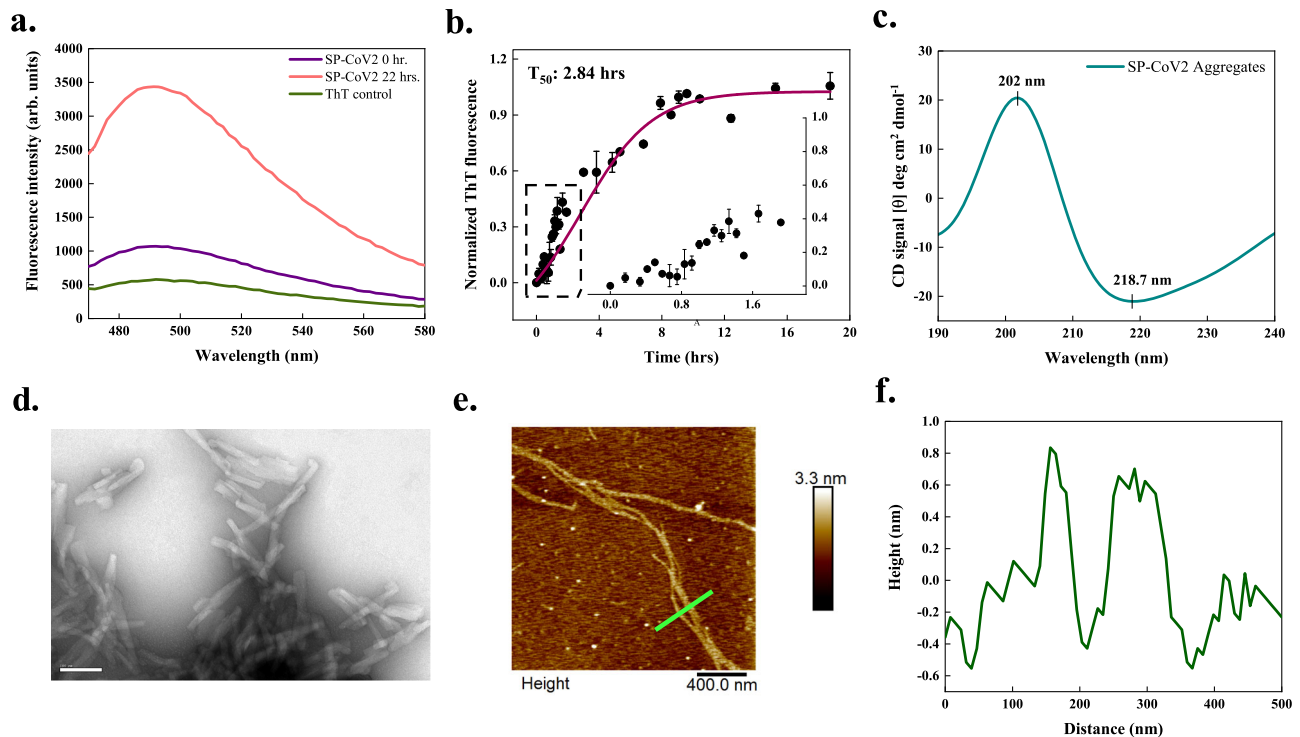 a.
Fluorescence intensity (arb. units)
4000
3500
3000
2500
2000
1500
1000
500
0
SP-CoV2 0 hr.
SP-CoV2 22 hrs.
ThT control
480 500 520 540 560 580
Wavelength (nm)
b.
Normalized ThT fluorescence
1.2
0.9
0.6
0.3
0.0
T50: 2.84 hrs
1.0
0.8
0.6
0.4
0.2
0.0
0.0 0.8 1.6
0 4 8 12 16 20
A
Time (hrs)
c.
CD signal [θ] deg cm² dmol⁻¹
30
20
10
0
-10
-20
202 nm
SP-CoV2 Aggregates
218.7 nm
190 200 210 220 230 240
Wavelength (nm)
d.
e.
3.3 nm
Height
400.0 nm
f.
Height (nm)
1.0
0.8
0.6
0.4
0.2
0.0
-0.2
-0.4
-0.6
0 100 200 300 400 500
Distance (nm)